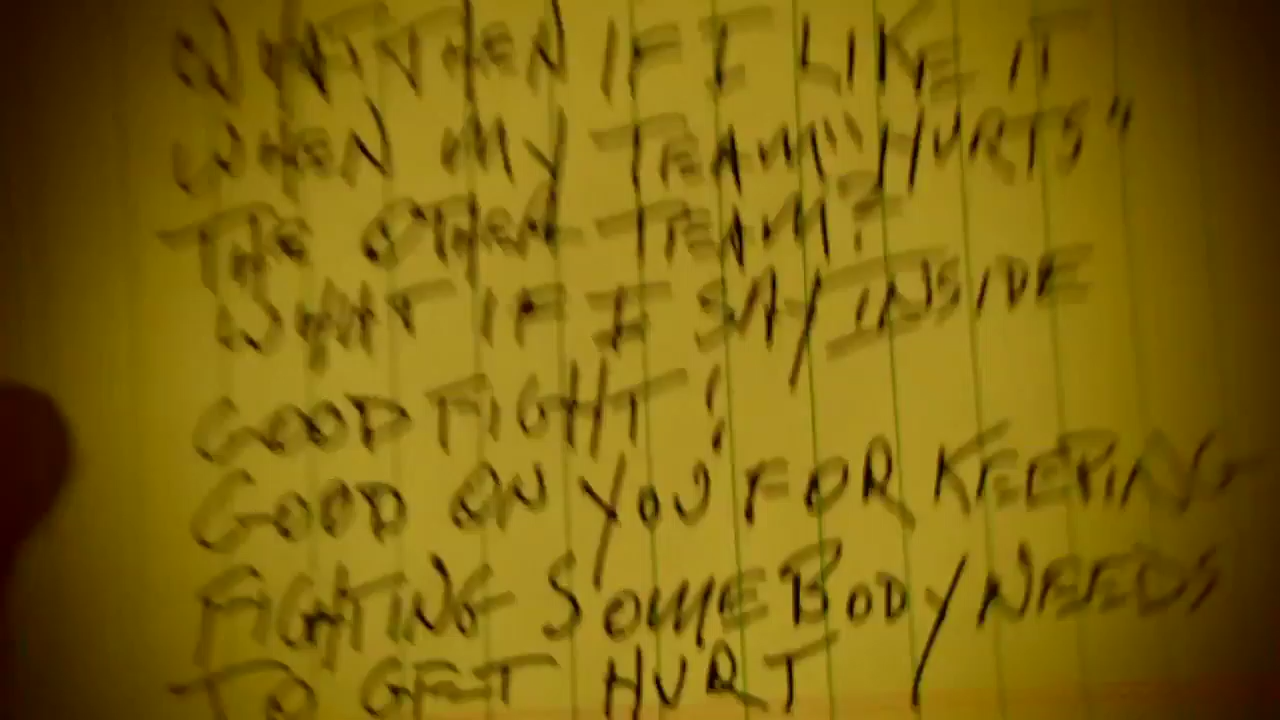 WHAT THEN IF I LIKE IT
WHEN MY TEAM "HURTS"
THE OTHER TEAM?
WHAT IF I SAY INSIDE
GOOD FIGHT!
GOOD ON YOU FOR KEEPING
FIGHTING SOMEBODY NEEDS
TO GET HURT